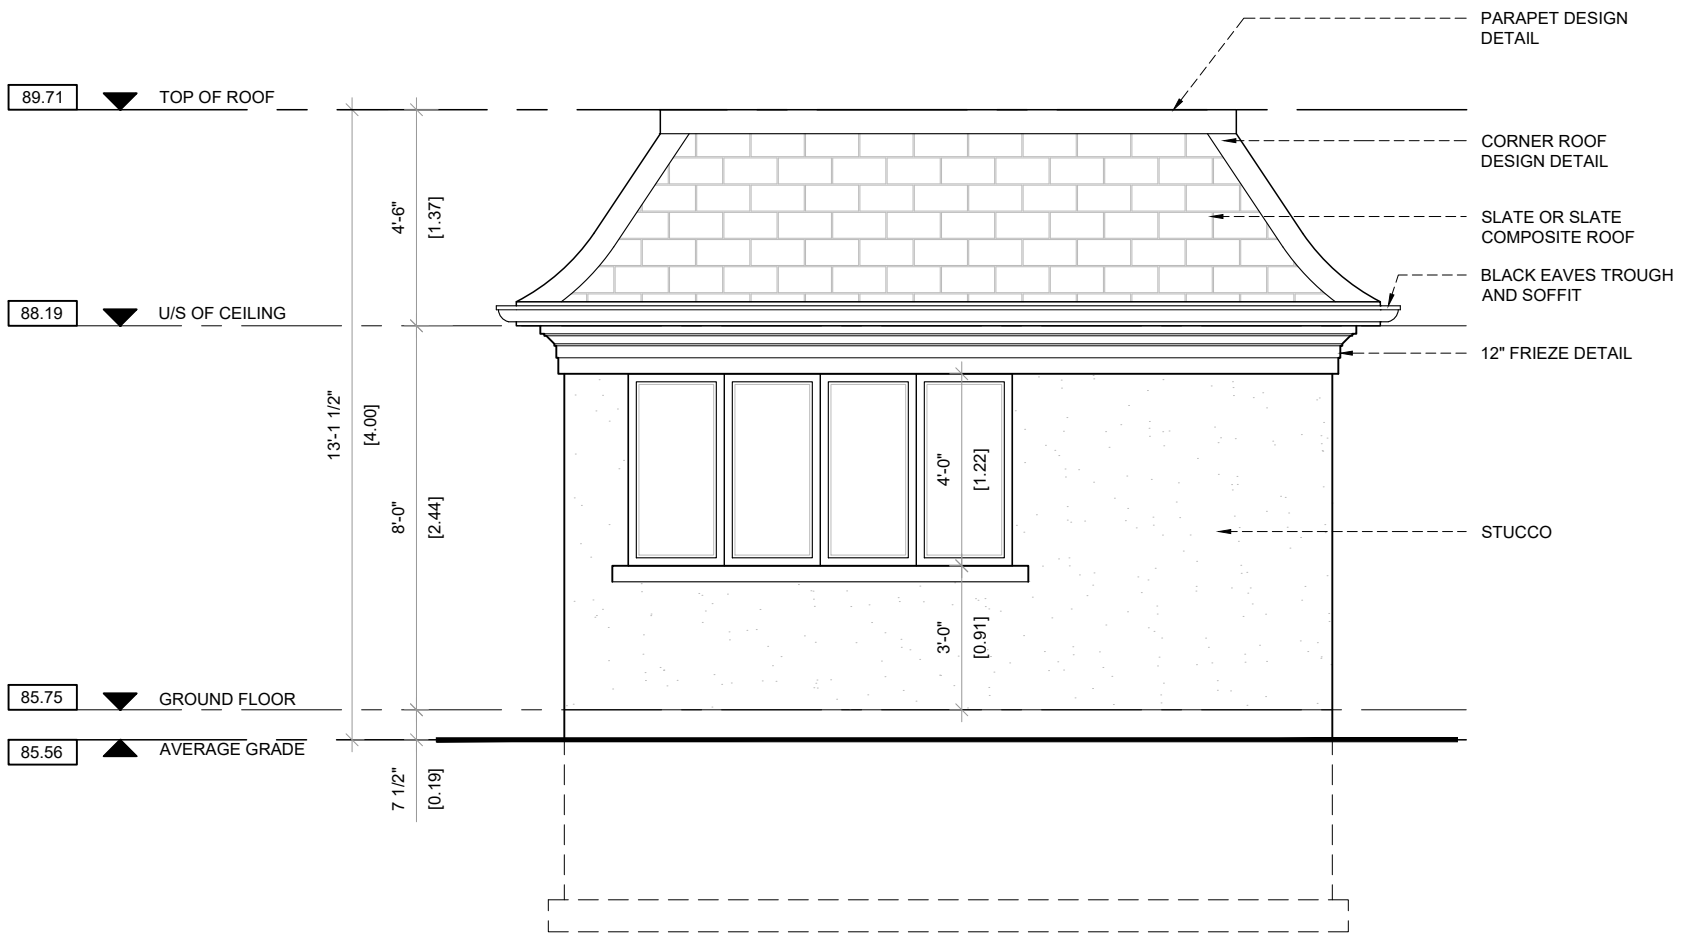 PARAPET DESIGN
DETAIL
89.71 TOP OF ROOF
CORNER ROOF
DESIGN DETAIL
4'-6"
[1.37]
SLATE OR SLATE
COMPOSITE ROOF
BLACK EAVES TROUGH
AND SOFFIT
88.19 U/S OF CEILING
12" FRIEZE DETAIL
13'-1 1/2"
[4.00]
8'-0"
[2.44]
4'-0"
[1.22]
STUCCO
3'-0"
[0.91]
85.75 GROUND FLOOR
85.56 AVERAGE GRADE
7 1/2"
[0.19]